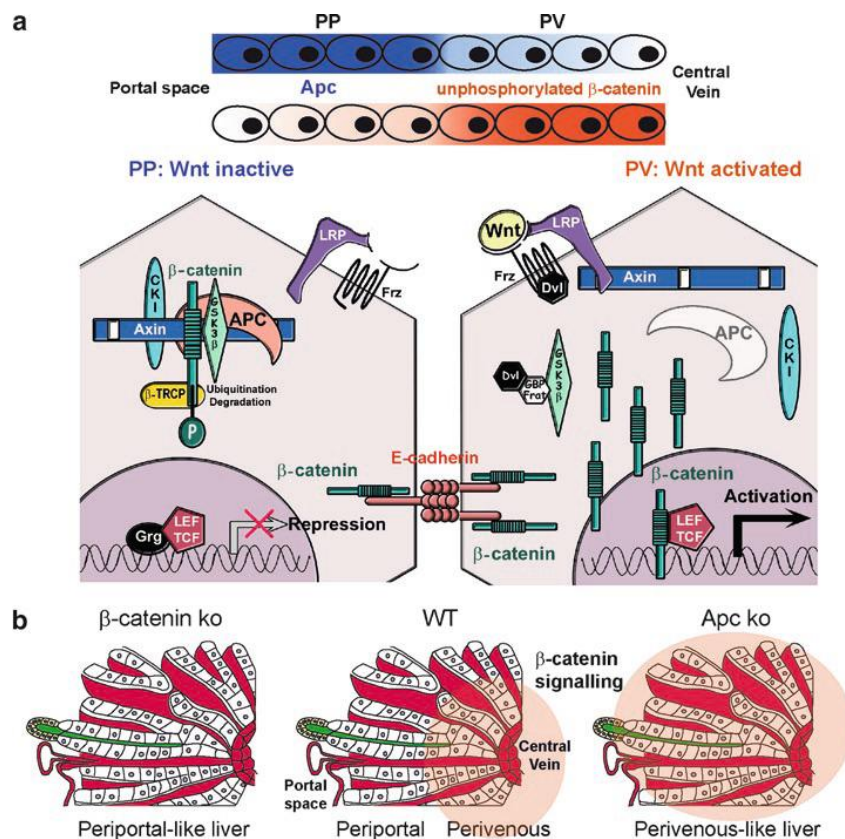 a
PP PV
Portal space
Apc
unphosphorylated β-catenin
Central
Vein
PP: Wnt inactive
PV: Wnt activated
LRP
Frz
β-catenin
CKI
Axin
GSK3β
APC
β-TRCP
Ubiquitination
Degradation
P
Wnt
LRP
Frz
Dvl
Axin
APC
CKI
Dvl
GBP
Frat
GSK3β
β-catenin
E-cadherin
β-catenin
Grg
LEF
TCF
Repression
β-catenin
LEF
TCF
Activation
b
β-catenin ko
WT
Apc ko
β-catenin
signalling
Central
Vein
Portal
space
Periportal-like liver
Periportal
Perivenous
Perivenous-like liver